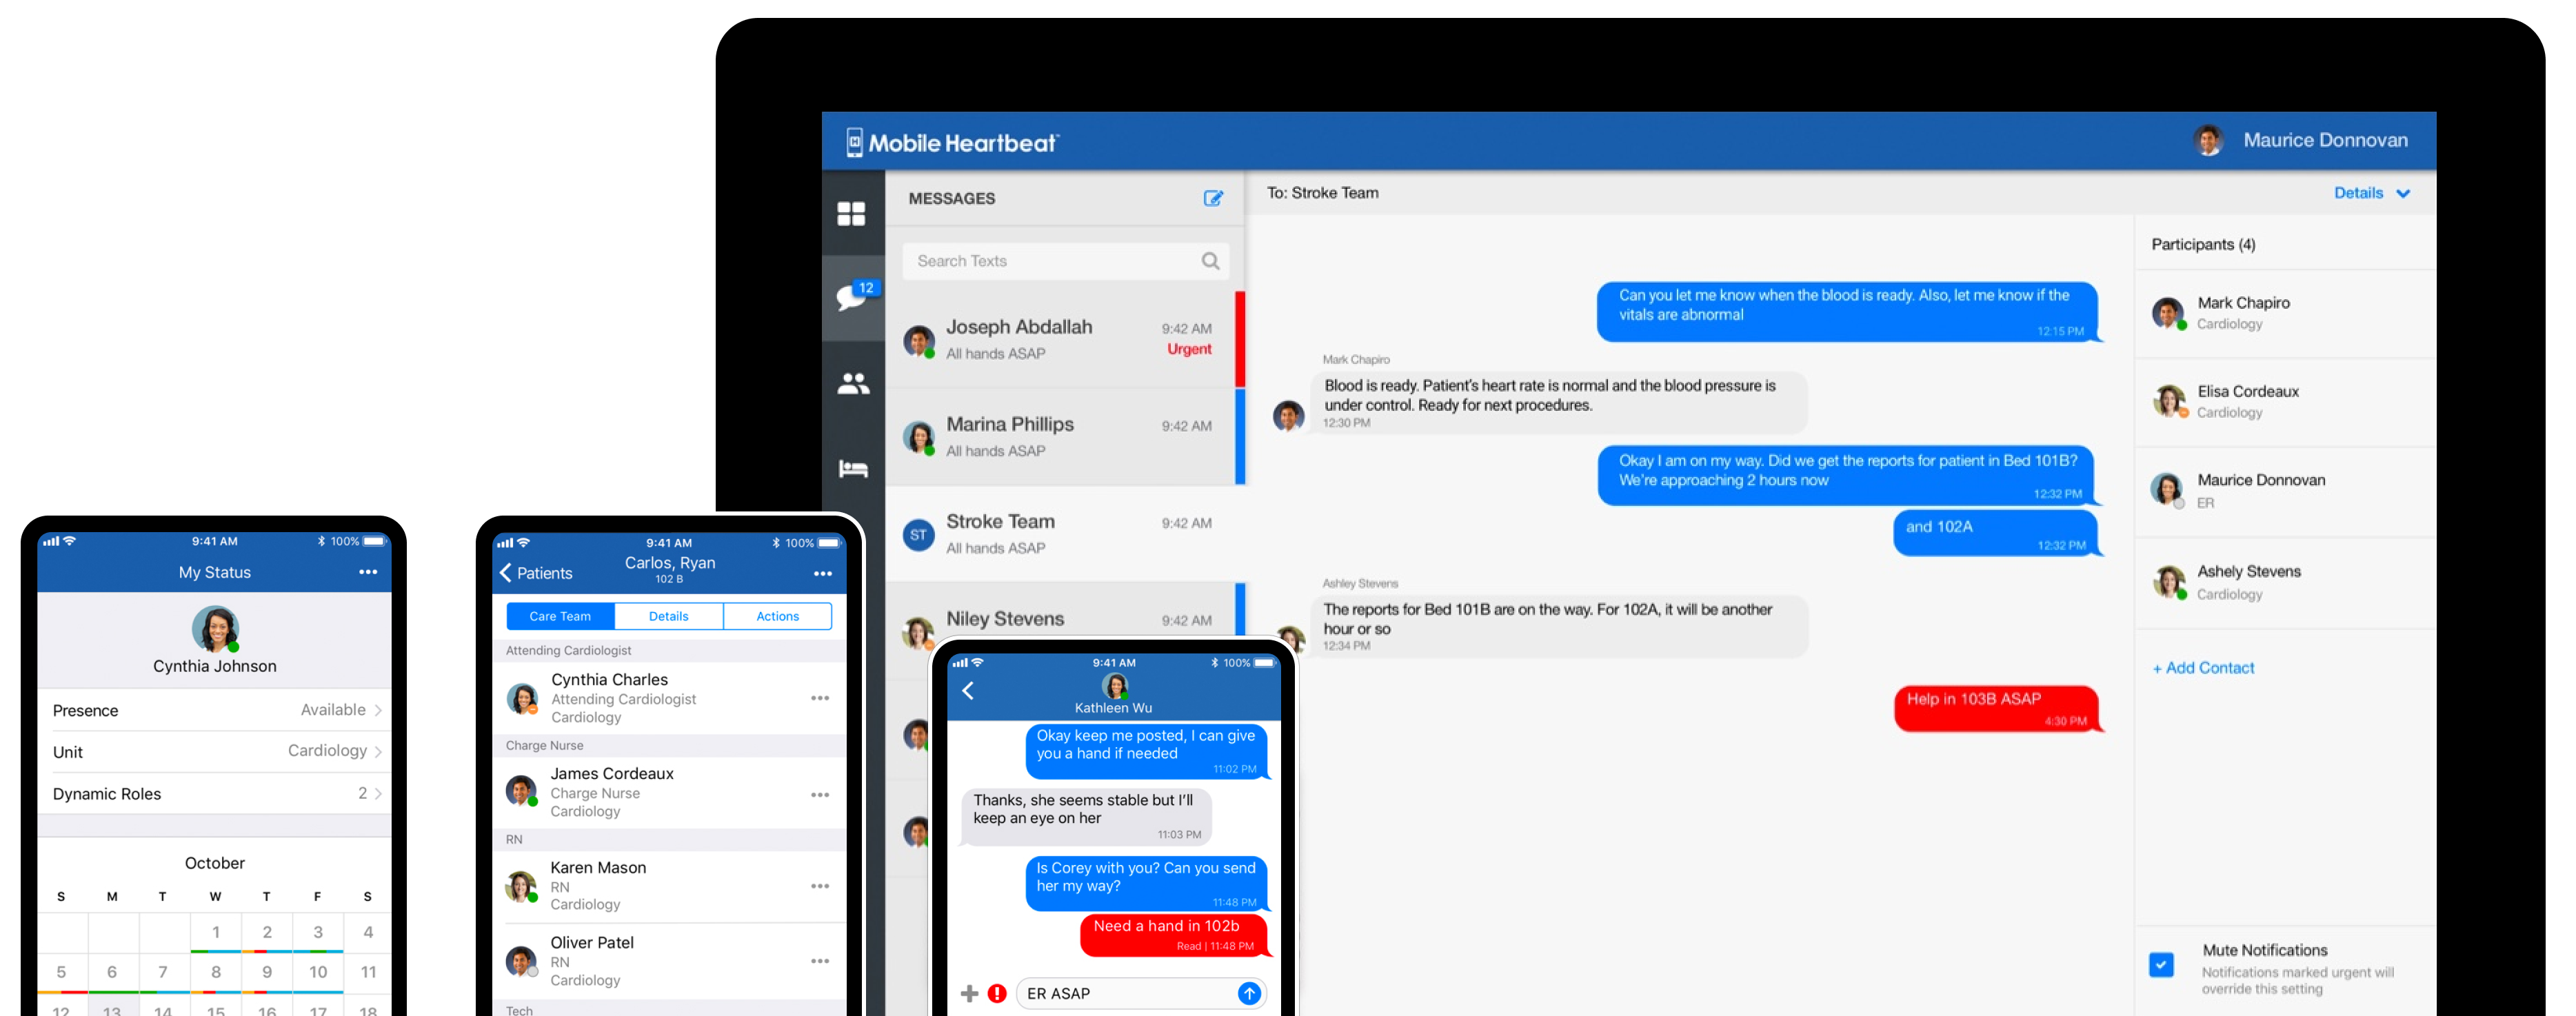 Mobile Heartbeat™
Maurice Donnovan
MESSAGES
Search Texts
12
Joseph Abdallah
9:42 AM
All hands ASAP
Urgent
Marina Phillips
9:42 AM
All hands ASAP
ST
Stroke Team
9:42 AM
All hands ASAP
Niley Stevens
9:42 AM
To: Stroke Team
Details
Can you let me know when the blood is ready. Also, let me know if the
vitals are abnormal
12:15 PM
Mark Chapiro
Blood is ready. Patient's heart rate is normal and the blood pressure is
under control. Ready for next procedures.
12:30 PM
Okay I am on my way. Did we get the reports for patient in Bed 101B?
We're approaching 2 hours now
12:32 PM
and 102A
12:32 PM
Ashley Stevens
The reports for Bed 101B are on the way. For 102A, it will be another
hour or so
12:34 PM
Help in 103B ASAP
4:30 PM
Participants (4)
Mark Chapiro
Cardiology
Elisa Cordeaux
Cardiology
Maurice Donnovan
ER
Ashely Stevens
Cardiology
+ Add Contact
Mute Notifications
Notifications marked urgent will
override this setting
9:41 AM
100%
My Status
Cynthia Johnson
Presence
Available
Unit
Cardiology
Dynamic Roles
2
October
S M T W T F S
1 2 3 4
5 6 7 8 9 10 11
12 13 14 15 16 17 18
9:41 AM
100%
Patients
Carlos, Ryan
102 B
Care Team
Details
Actions
Attending Cardiologist
Cynthia Charles
Attending Cardiologist
Cardiology
Charge Nurse
James Cordeaux
Charge Nurse
Cardiology
RN
Karen Mason
RN
Cardiology
Oliver Patel
RN
Cardiology
Tech
9:41 AM
100%
Kathleen Wu
Okay keep me posted, I can give
you a hand if needed
11:02 PM
Thanks, she seems stable but I'll
keep an eye on her
11:03 PM
Is Corey with you? Can you send
her my way?
11:48 PM
Need a hand in 102b
Read | 11:48 PM
ER ASAP